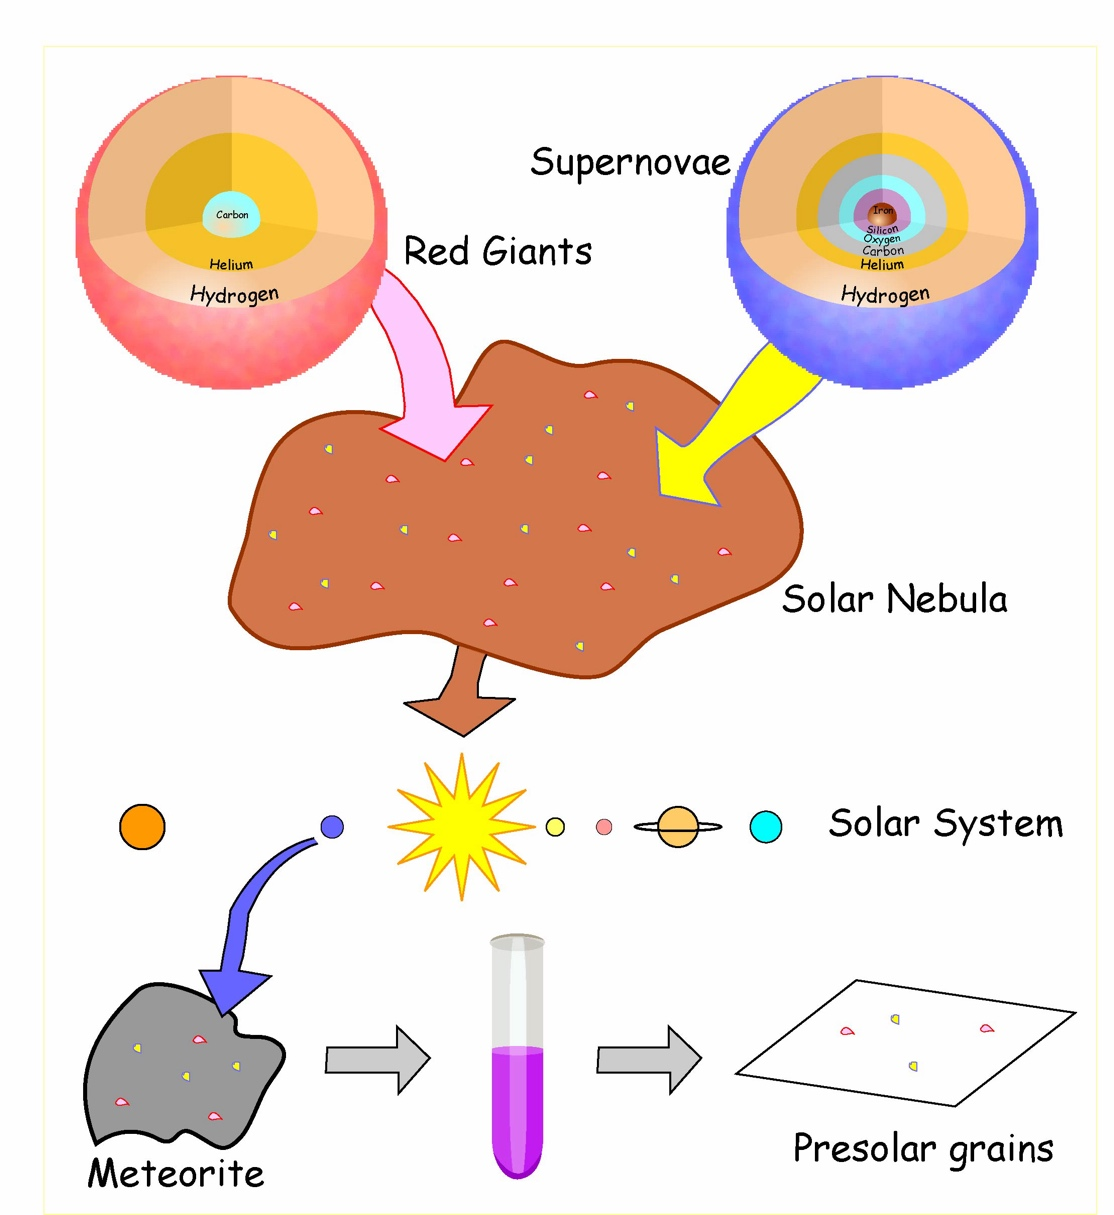 Supernovae
Red Giants
Carbon
Helium
Hydrogen
Iron
Silicon
Oxygen
Carbon
Helium
Hydrogen
Solar Nebula
Solar System
Meteorite
Presolar grains